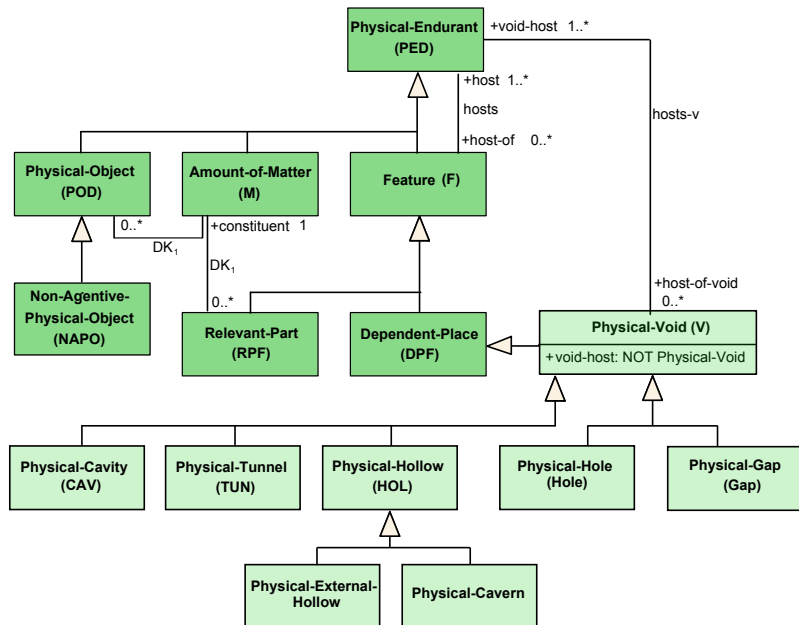 Physical-Endurant
(PED)
+void-host 1..*
+host 1..*
hosts
+host-of 0..*
hosts-v
Physical-Object
(POD)
Amount-of-Matter
(M)
Feature (F)
0..*
+constituent 1
DK₁
DK₁
0..*
+host-of-void
0..*
Non-Agentive-
Physical-Object
(NAPO)
Relevant-Part
(RPF)
Dependent-Place
(DPF)
Physical-Void (V)
+void-host: NOT Physical-Void
Physical-Cavity
(CAV)
Physical-Tunnel
(TUN)
Physical-Hollow
(HOL)
Physical-Hole
(Hole)
Physical-Gap
(Gap)
Physical-External-
Hollow
Physical-Cavern